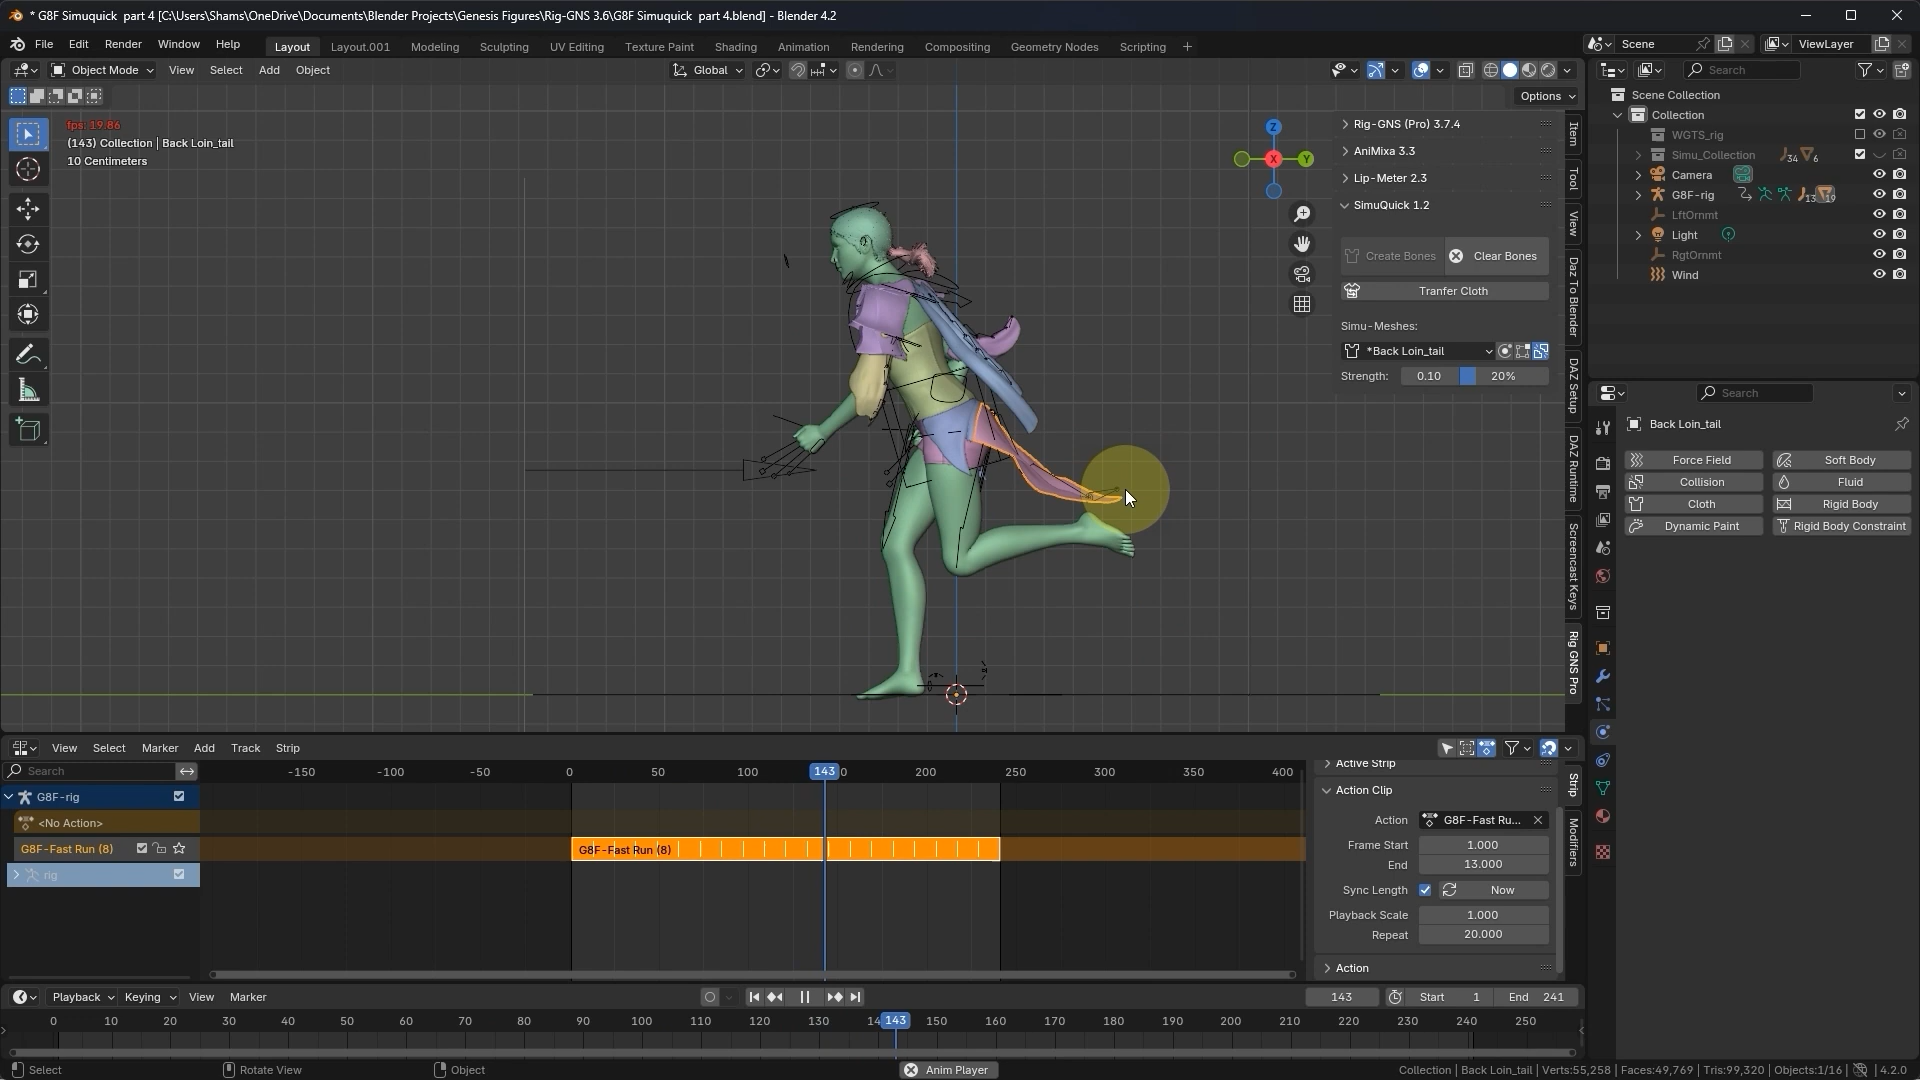 * G8F Simuquick  part 4 [C:\Users\Shams\OneDrive\Documents\Blender Projects\Genesis Figures\Rig-GNS 3.6\G8F Simuquick  part 4.blend] - Blender 4.2
File Edit Render Window Help Layout Layout.001 Modeling Sculpting UV Editing Texture Paint Shading Animation Rendering Compositing Geometry Nodes Scripting + Scene ViewLayer
Object Mode View Select Add Object Global Search
Options
fps: 19.86
(143) Collection | Back Loin_tail
10 Centimeters
Z
X
Y
Rig-GNS (Pro) 3.7.4
AniMixa 3.3
Lip-Meter 2.3
SimuQuick 1.2
Create Bones Clear Bones
Tranfer Cloth
Simu-Meshes:
*Back Loin_tail
Strength: 0.10 20%
Item
Tool
View
Daz To Blender
DAZ Setup
DAZ Runtime
Screencast Keys
Rig GNS Pro
Scene Collection
Collection
WGTS_rig
Simu_Collection 34 6
Camera
G8F-rig 13 19
LftOrnmt
Light
RgtOrnmt
Wind
Search
Back Loin_tail
Force Field Soft Body
Collision Fluid
Cloth Rigid Body
Dynamic Paint Rigid Body Constraint
View Select Marker Add Track Strip
Search
-150 -100 -50 0 50 100 143 0 200 250 300 350 400
G8F-rig
<No Action>
G8F-Fast Run (8) G8F-Fast Run (8)
rig
Active Strip
Action Clip
Action G8F-Fast Ru...
Frame Start 1.000
End 13.000
Sync Length Now
Playback Scale 1.000
Repeat 20.000
Action
Strip
Modifiers
Playback Keying View Marker 143 Start 1 End 241
0 10 20 30 40 50 60 70 80 90 100 110 120 130 14 143 150 160 170 180 190 200 210 220 230 240 250
Select Rotate View Object Anim Player Collection | Back Loin_tail | Verts:55,258 | Faces:49,769 | Tris:99,320 | Objects:1/16 | 4.2.0